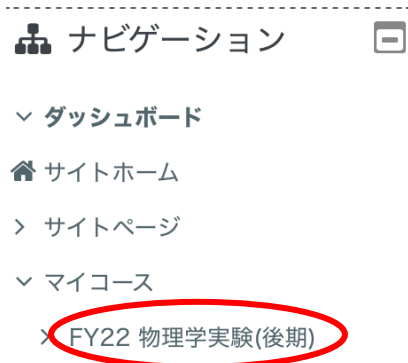 ナビゲーション
ダッシュボード
サイトホーム
サイトページ
マイコース
FY22 物理学実験(後期)